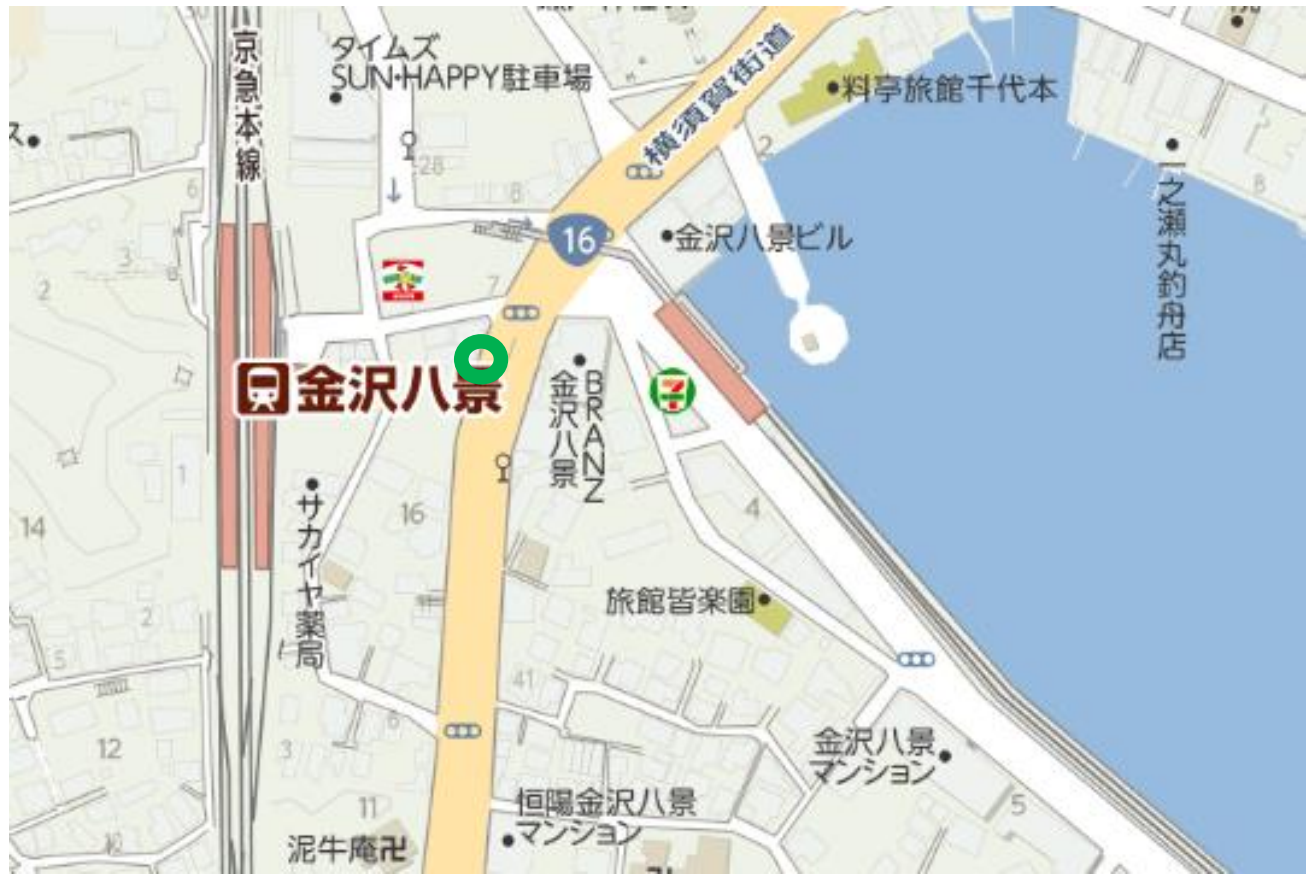 京急本線
タイムズ
SUN・HAPPY駐車場
横須賀街道
料亭旅館千代本
ス
28
6
8
2
一之瀬丸釣舟店
8
16
金沢八景ビル
3
2
7
金沢八景
BRANZ
金沢八景
7
1
サカイヤ薬局
16
14
4
旅館皆楽園
2
5
41
6
12
3
金沢八景
マンション
11
恒陽金沢八景
マンション
5
10
泥牛庵卍